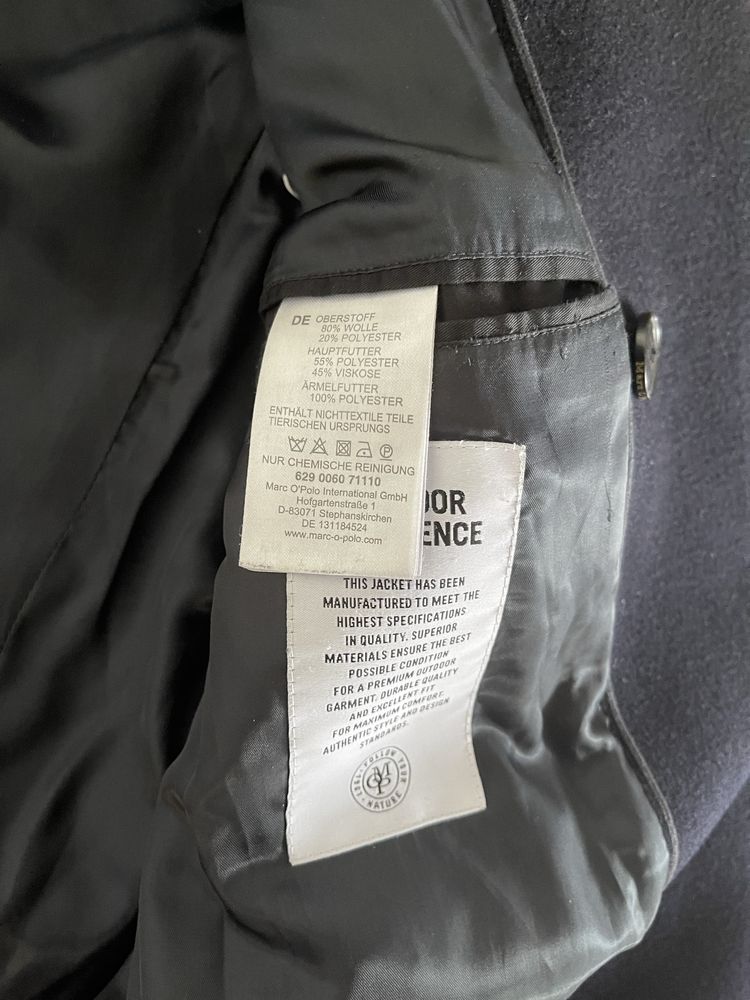 DE OBERSTOFF
80% WOLLE
20% POLYESTER
HAUPTFUTTER
55% POLYESTER
45% VISKOSE
ÄRMELFUTTER
100% POLYESTER
ENTHÄLT NICHTTEXTILE TEILE
TIERISCHEN URSPRUNGS
NUR CHEMISCHE REINIGUNG
629 0060 71110
Marc O'Polo International GmbH
Hofgartenstraße 1
D-83071 Stephanskirchen
DE 131184524
www.marc-o-polo.com
OOR
ENCE
THIS JACKET HAS BEEN
MANUFACTURED TO MEET THE
HIGHEST SPECIFICATIONS
IN QUALITY. SUPERIOR
MATERIALS ENSURE THE BEST
POSSIBLE CONDITION
FOR A PREMIUM OUTDOOR
GARMENT. DURABLE QUALITY
AND EXCELLENT FIT
FOR MAXIMUM COMFORT.
AUTHENTIC STYLE AND DESIGN
STANDARDS.
FOLLOW YOUR
NATURE